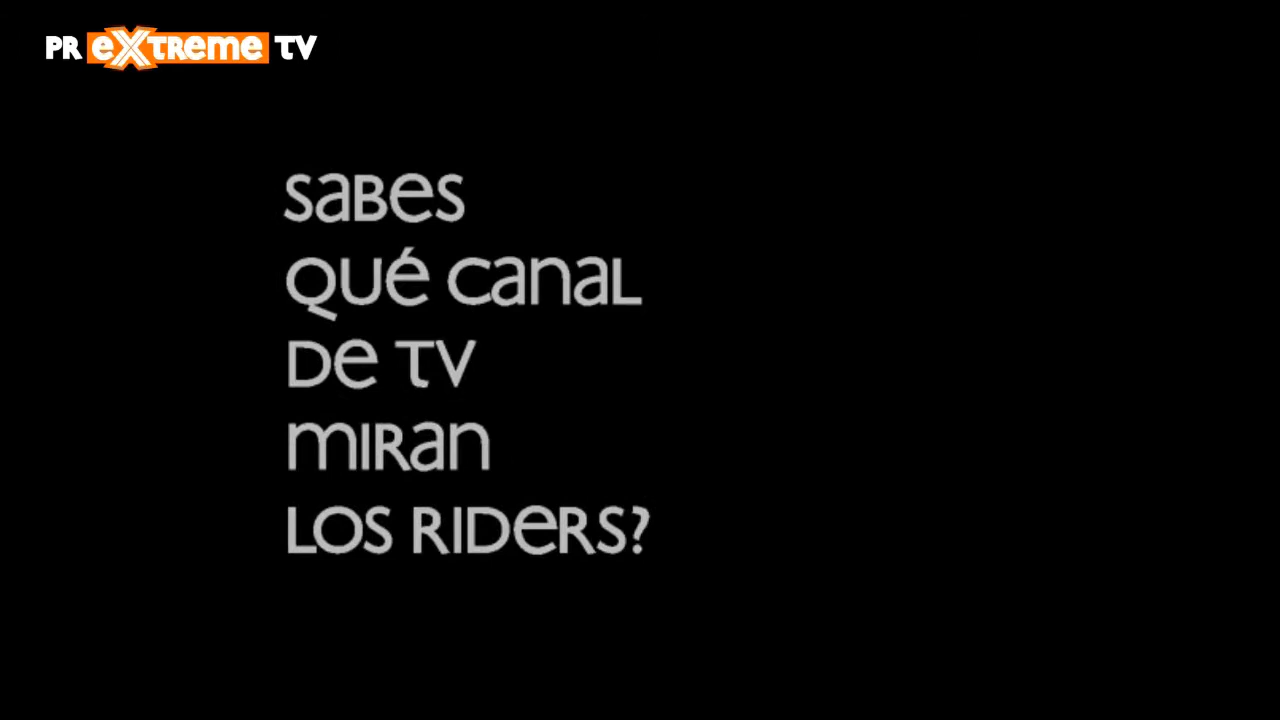 PR eXTReme TV
SaBeS
QUÉ CanaL
De TV
mIRan
LOS RIDeRS?